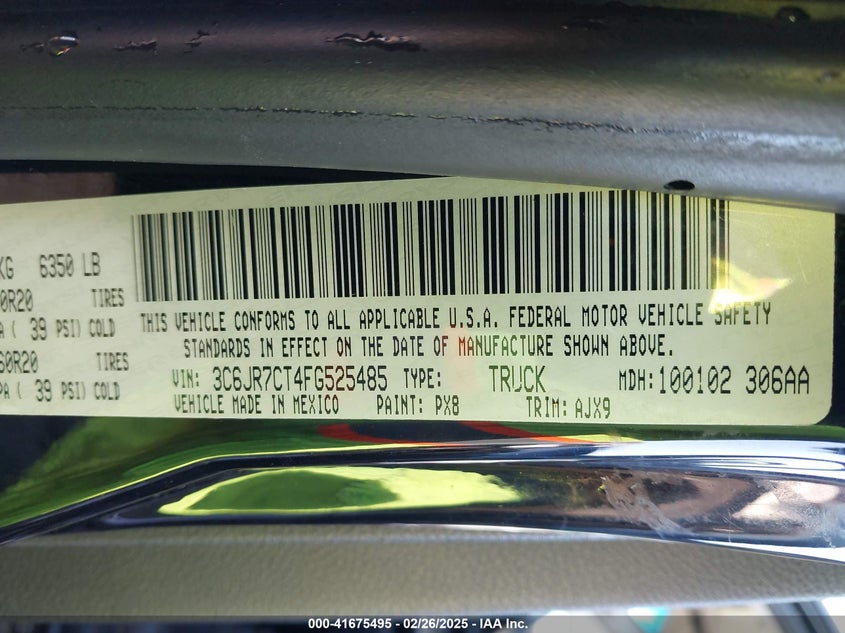 KG 6350 LB
0R20 TIRES
A ( 39 PSI) COLD
60R20 TIRES
PA ( 39 PSI) COLD
THIS VEHICLE CONFORMS TO ALL APPLICABLE U.S.A. FEDERAL MOTOR VEHICLE SAFETY
STANDARDS IN EFFECT ON THE DATE OF MANUFACTURE SHOWN ABOVE.
VIN: 3C6JR7CT4FG525485 TYPE: TRUCK MDH: 100102 306AA
VEHICLE MADE IN MEXICO PAINT: PX8 TRIM: AJX9
000-41675495 - 02/26/2025 - IAA Inc.